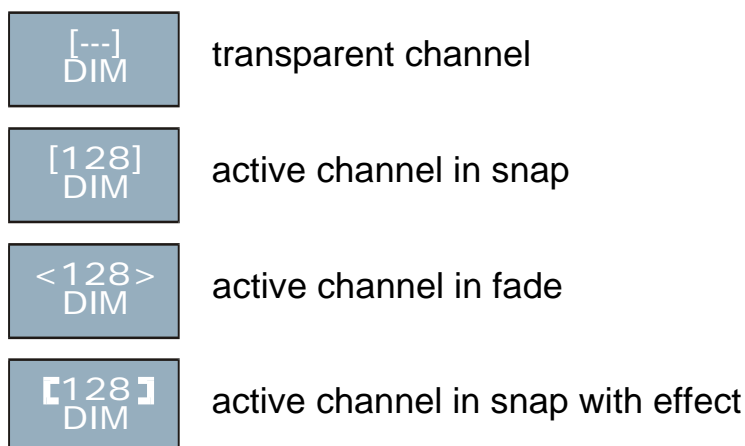 [---]
DIM
transparent channel
[128]
DIM
active channel in snap
<128>
DIM
active channel in fade
【128】
DIM
active channel in snap with effect